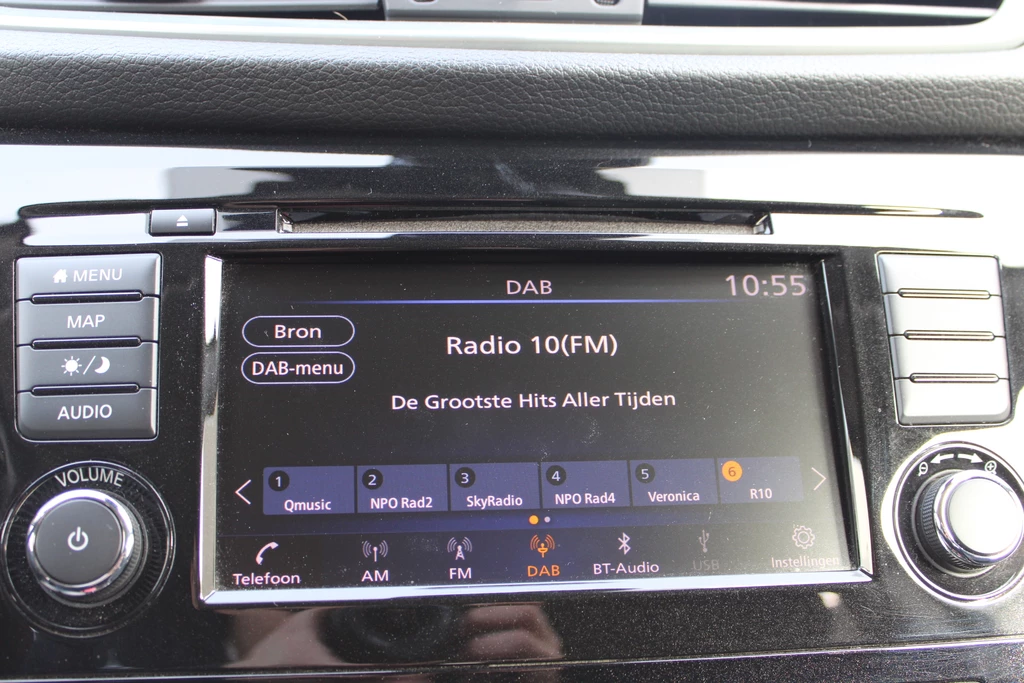 MENU
MAP
AUDIO
VOLUME
DAB 10:55
Bron
DAB-menu
Radio 10(FM)
De Grootste Hits Aller Tijden
1 Qmusic
2 NPO Rad2
3 SkyRadio
4 NPO Rad4
5 Veronica
6 R10
Telefoon
AM
FM
DAB
BT-Audio
USB
Instellingen